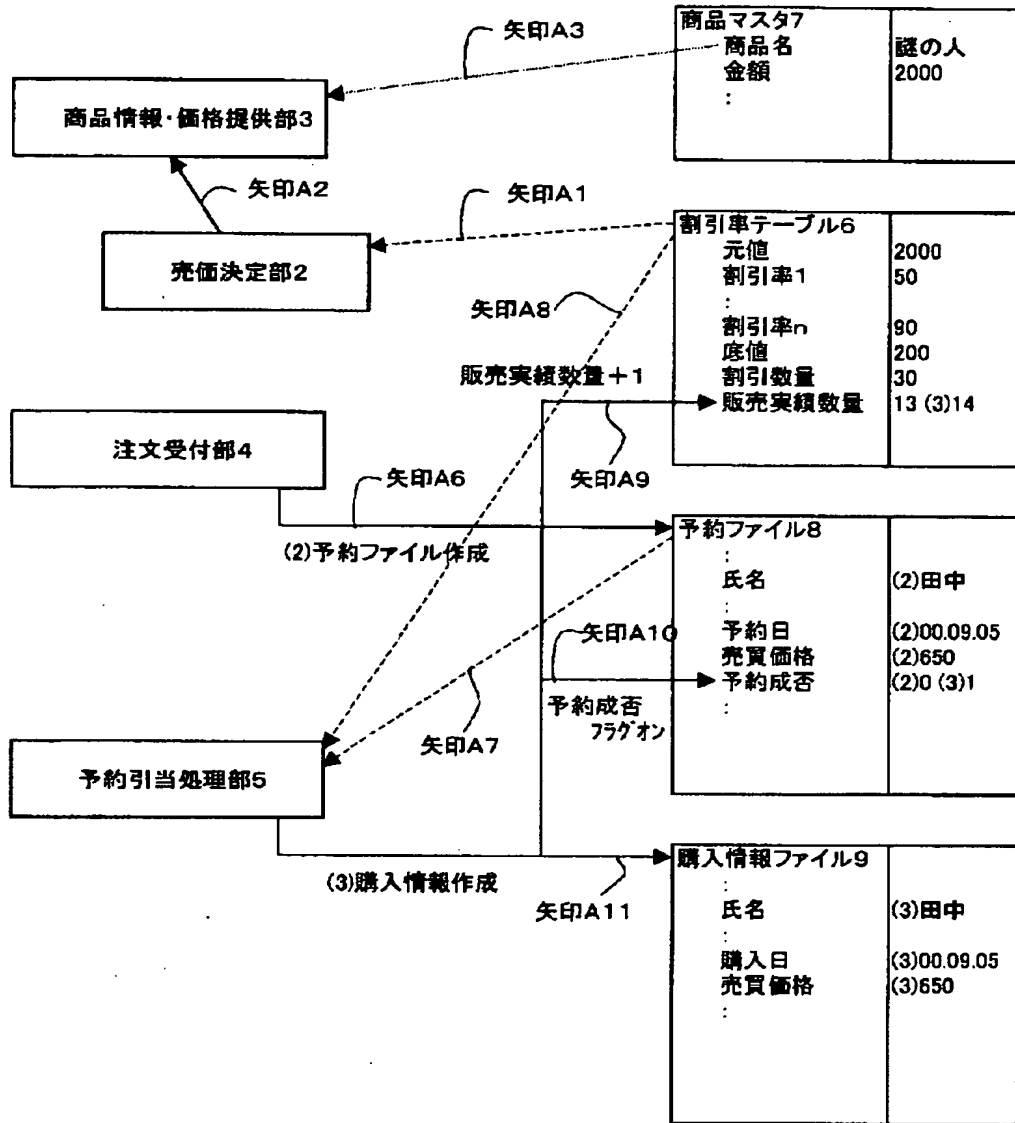 商品マスタ7
商品名 謎の人
金額 2000
:
矢印A3
商品情報・価格提供部3
矢印A2
矢印A1
売価決定部2
割引率テーブル6
元値 2000
割引率1 50
:
割引率n 90
底値 200
割引数量 30
販売実績数量 13 (3)14
矢印A8
販売実績数量+1
矢印A9
注文受付部4
矢印A6
(2)予約ファイル作成
予約ファイル8
:
氏名 (2)田中
:
予約日 (2)00.09.05
売買価格 (2)650
予約成否 (2)0 (3)1
:
矢印A10
予約成否
フラグオン
矢印A7
予約引当処理部5
(3)購入情報作成
矢印A11
購入情報ファイル9
:
氏名 (3)田中
:
購入日 (3)00.09.05
売買価格 (3)650
: